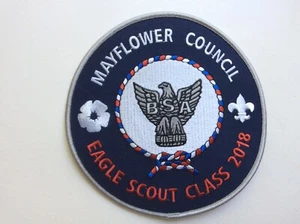 MAYFLOWER COUNCIL
BSA
EAGLE SCOUT CLASS 2018